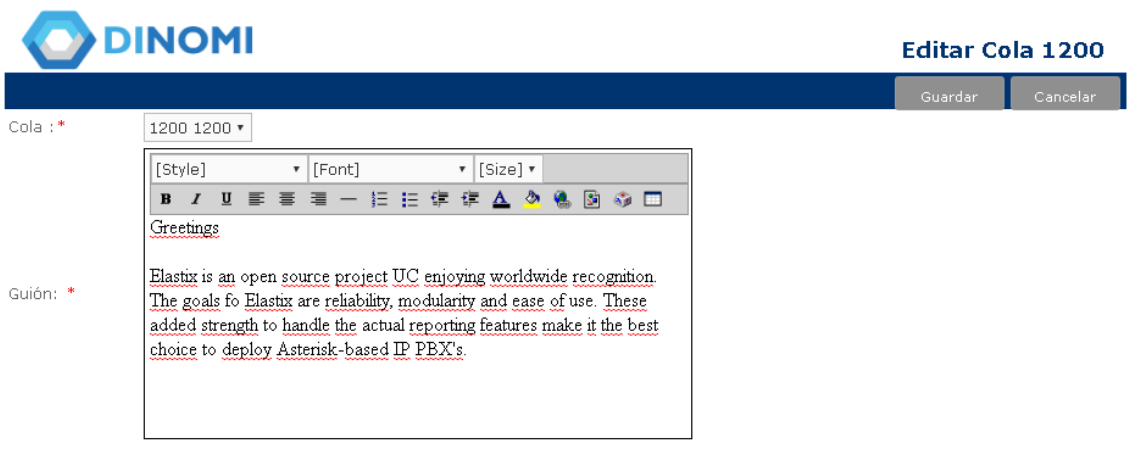 DINOMI
Editar Cola 1200
Guardar Cancelar
Cola :* 1200 1200
[Style] [Font] [Size]
B I U
Greetings
Elastix is an open source project UC enjoying worldwide recognition.
The goals fo Elastix are reliability, modularity and ease of use. These
added strength to handle the actual reporting features make it the best
choice to deploy Asterisk-based IP PBX's.
Guión: *